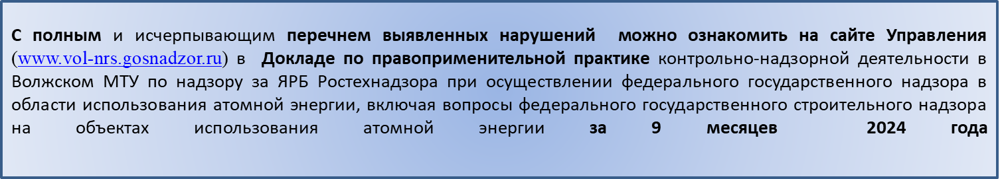 С полным и исчерпывающим перечнем выявленных нарушений можно ознакомить на сайте Управления
(www.vol-nrs.gosnadzor.ru) в Докладе по правоприменительной практике контрольно-надзорной деятельности в
Волжском МТУ по надзору за ЯРБ Ростехнадзора при осуществлении федерального государственного надзора в
области использования атомной энергии, включая вопросы федерального государственного строительного надзора
на объектах использования атомной энергии за 9 месяцев 2024 года